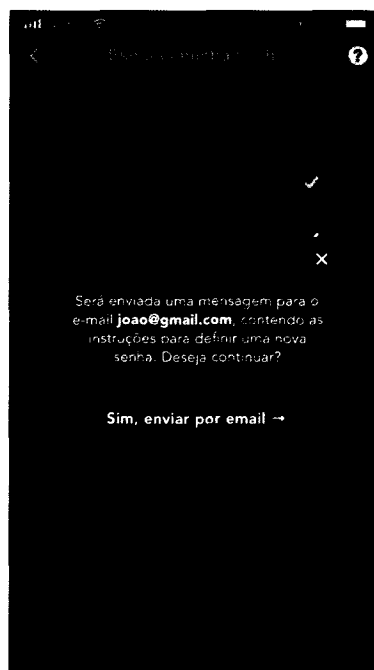 ?
Será enviada uma mensagem para o
e-mail joao@gmail.com, contendo as
instruções para definir uma nova
senha. Deseja continuar?
Sim, enviar por email →